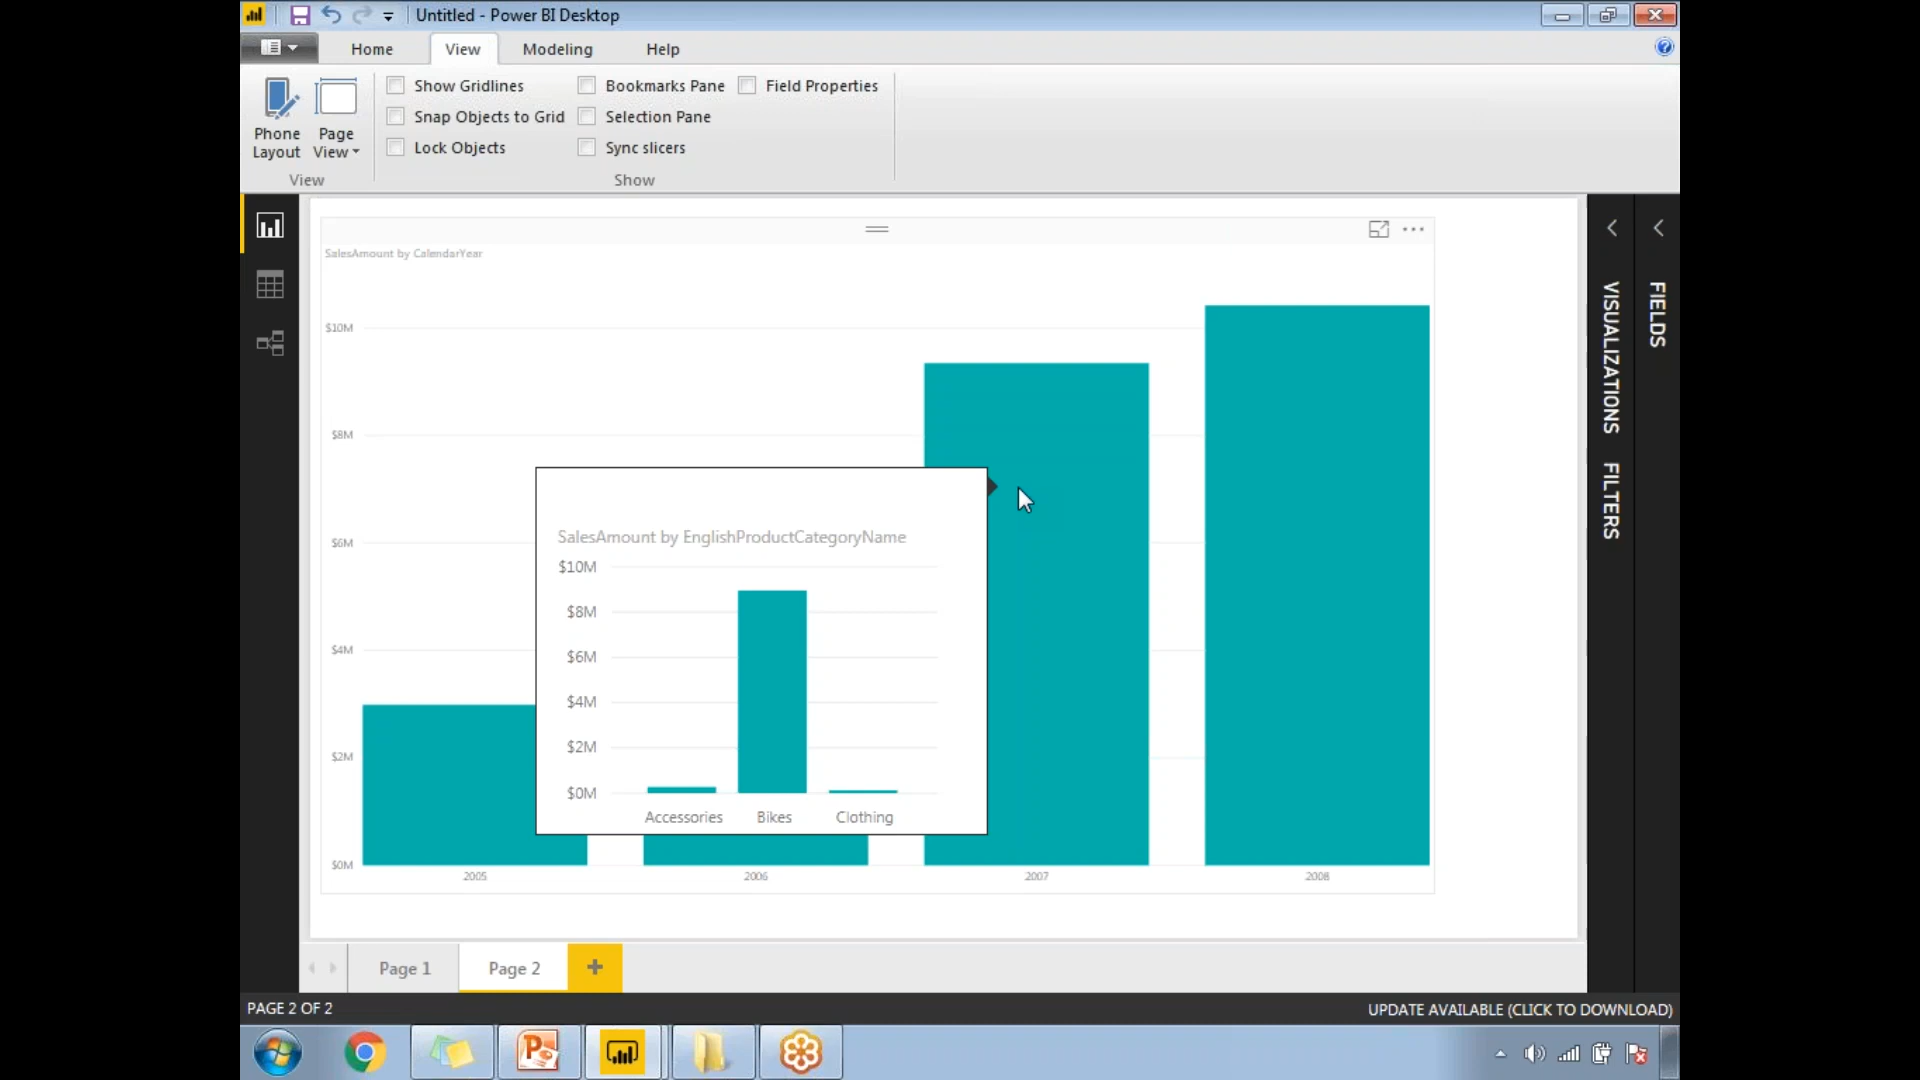 Untitled - Power BI Desktop
Home View Modeling Help
Phone Layout
Page View
Show Gridlines
Snap Objects to Grid
Lock Objects
Bookmarks Pane
Selection Pane
Sync slicers
Field Properties
View
Show
SalesAmount by CalendarYear
$10M
$8M
$6M
$4M
$2M
$0M
2005 2006 2007 2008
SalesAmount by EnglishProductCategoryName
$10M
$8M
$6M
$4M
$2M
$0M
Accessories Bikes Clothing
VISUALIZATIONS
FILTERS
FIELDS
Page 1
Page 2
PAGE 2 OF 2
UPDATE AVAILABLE (CLICK TO DOWNLOAD)